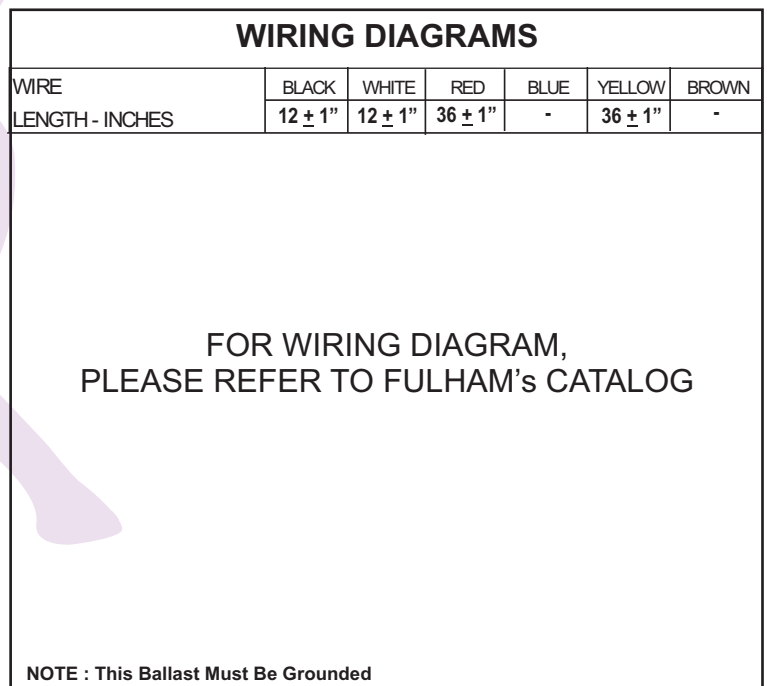 WIRING DIAGRAMS
WIRE BLACK WHITE RED BLUE YELLOW BROWN
LENGTH - INCHES 12 ± 1” 12 ± 1” 36 ± 1” - 36 ± 1” -
FOR WIRING DIAGRAM,
PLEASE REFER TO FULHAM’s CATALOG
NOTE : This Ballast Must Be Grounded